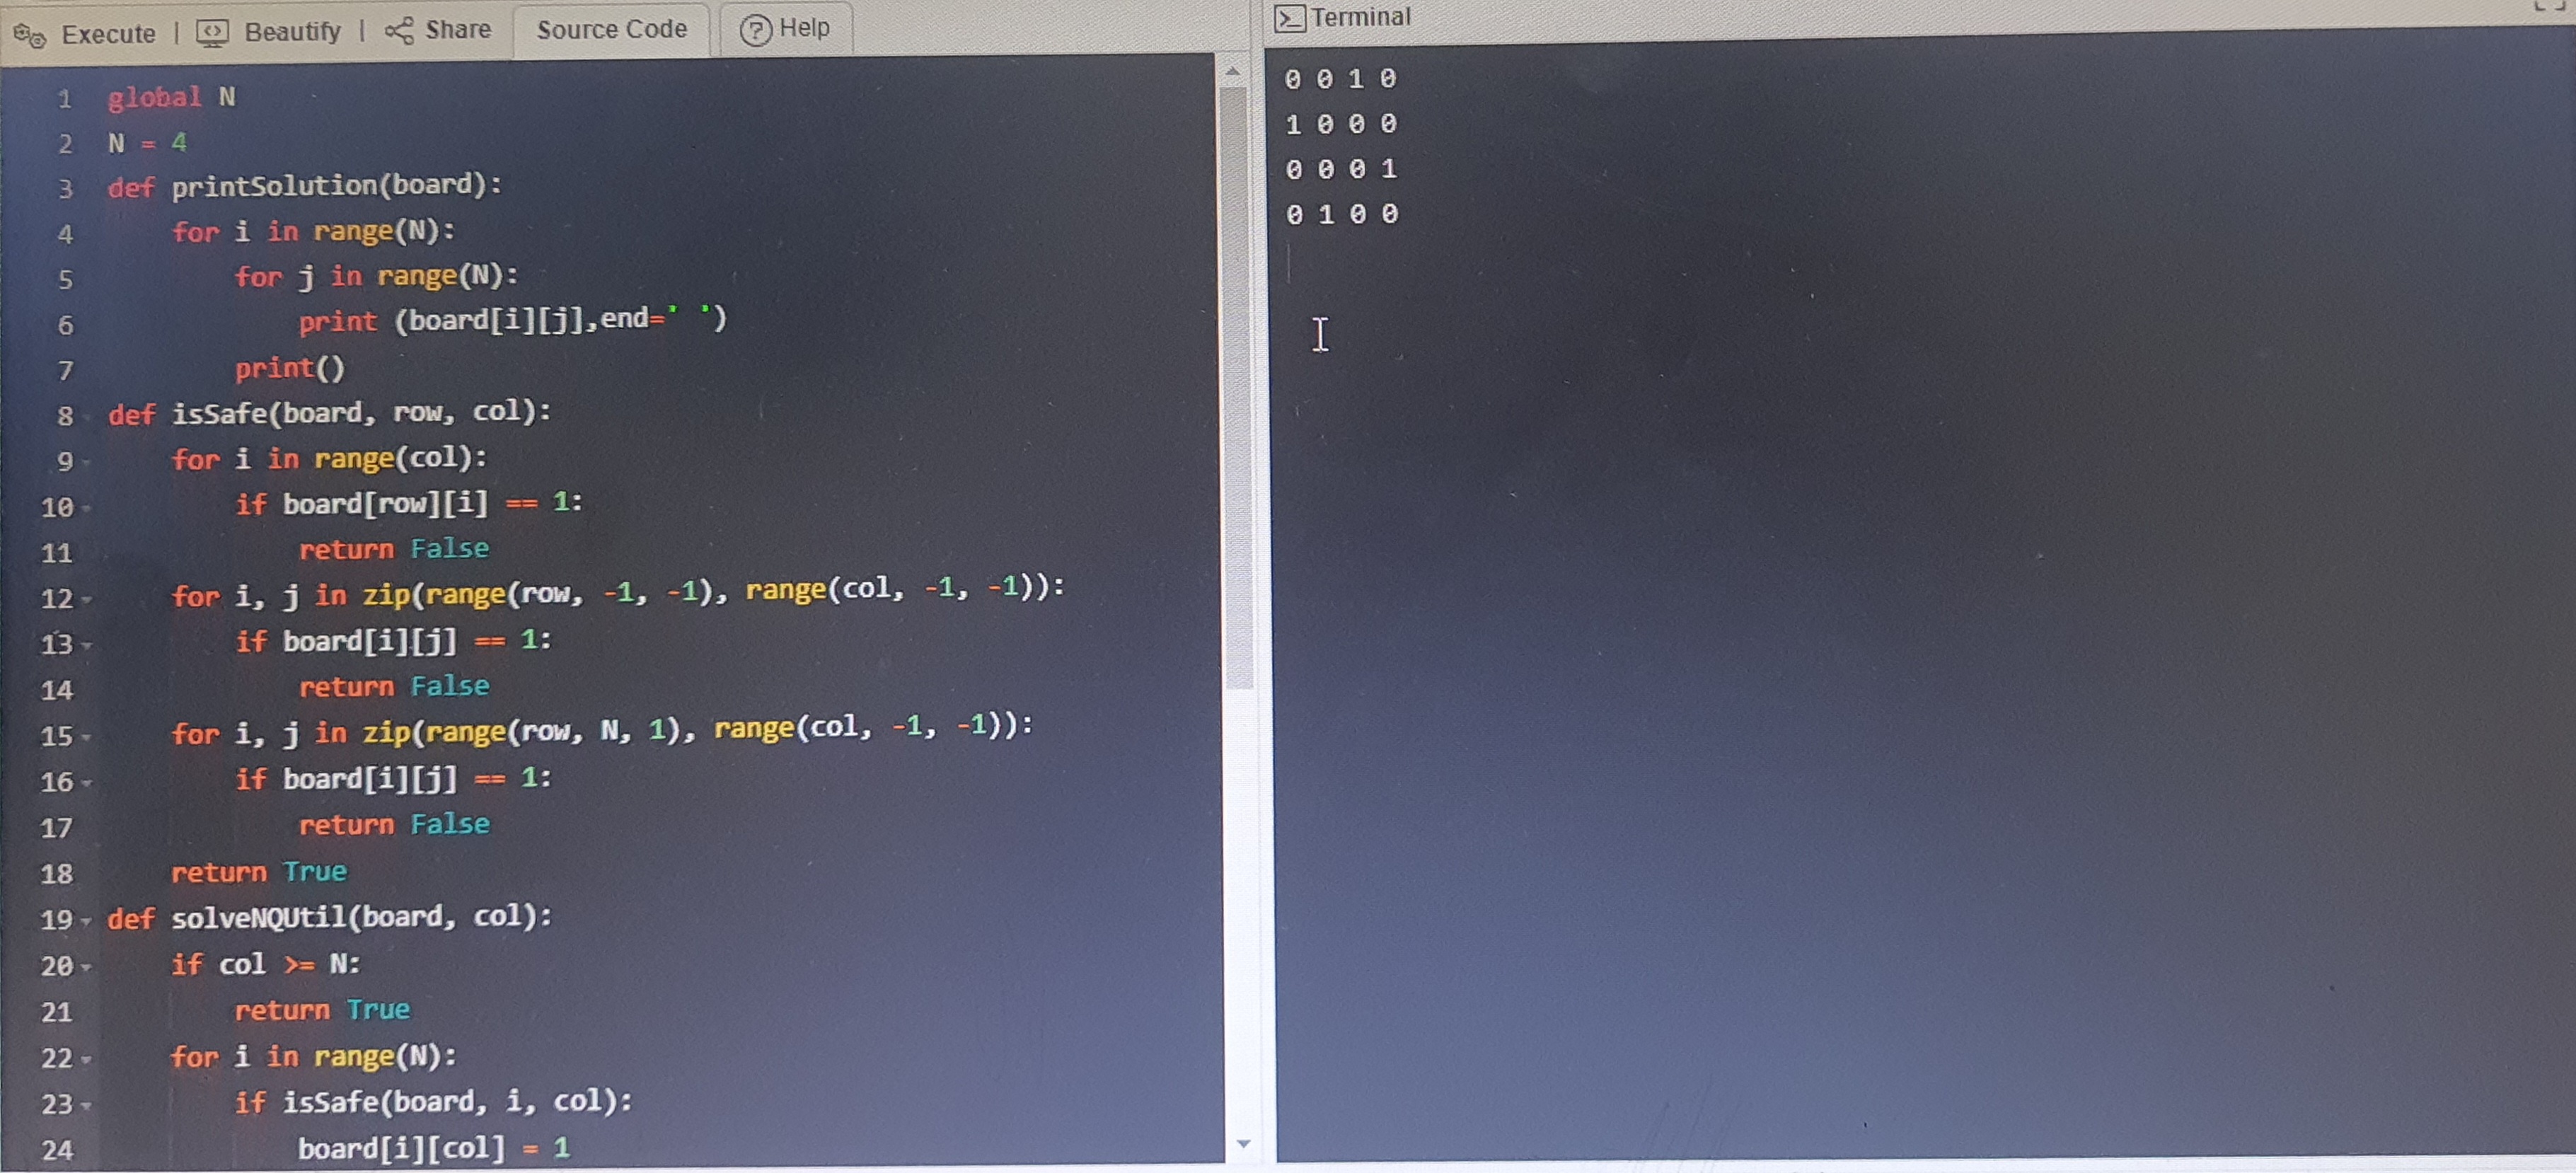 Execute | Beautify | Share Source Code Help
1 global N
2 N = 4
3 def printSolution(board):
4 for i in range(N):
5 for j in range(N):
6 print (board[i][j],end=' ')
7 print()
8 def isSafe(board, row, col):
9 for i in range(col):
10 if board[row][i] == 1:
11 return False
12 for i, j in zip(range(row, -1, -1), range(col, -1, -1)):
13 if board[i][j] == 1:
14 return False
15 for i, j in zip(range(row, N, 1), range(col, -1, -1)):
16 if board[i][j] == 1:
17 return False
18 return True
19 def solveNQUtil(board, col):
20 if col >= N:
21 return True
22 for i in range(N):
23 if isSafe(board, i, col):
24 board[i][col] = 1
Terminal
0 0 1 0
1 0 0 0
0 0 0 1
0 1 0 0